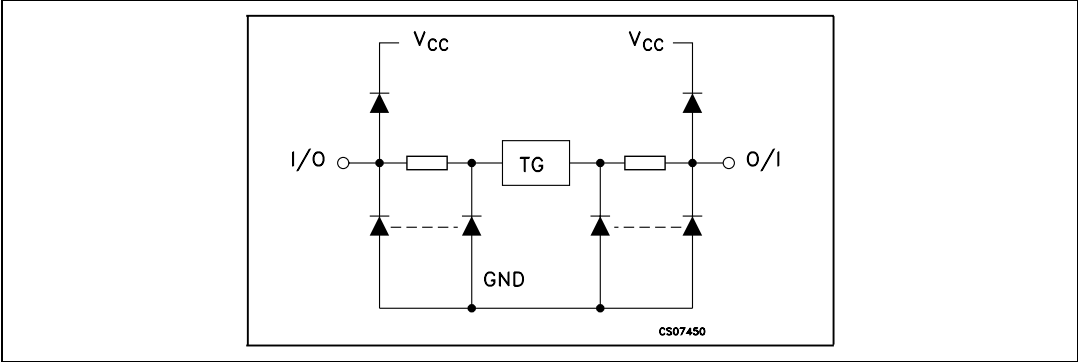 VCC
VCC
I/O
TG
O/I
GND
CS07450